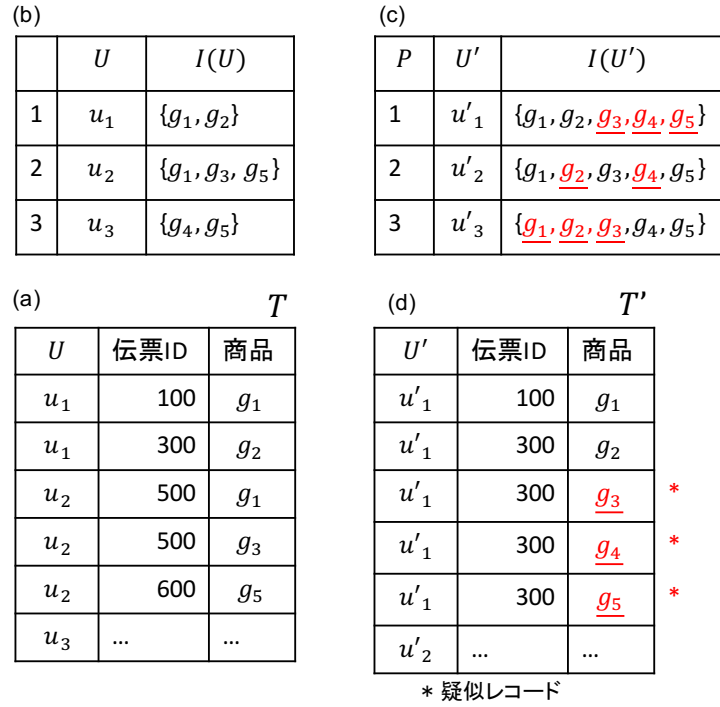 (b)
U I(U)
1 u₁ {g₁, g₂}
2 u₂ {g₁, g₃, g₅}
3 u₃ {g₄, g₅}
(c)
P U′ I(U′)
1 u′₁ {g₁, g₂, g₃, g₄, g₅}
2 u′₂ {g₁, g₂, g₃, g₄, g₅}
3 u′₃ {g₁, g₂, g₃, g₄, g₅}
(a) T
U 伝票ID 商品
u₁ 100 g₁
u₁ 300 g₂
u₂ 500 g₁
u₂ 500 g₃
u₂ 600 g₅
u₃ ... ...
(d) T’
U′ 伝票ID 商品
u′₁ 100 g₁
u′₁ 300 g₂
u′₁ 300 g₃ *
u′₁ 300 g₄ *
u′₁ 300 g₅ *
u′₂ ... ...
* 疑似レコード